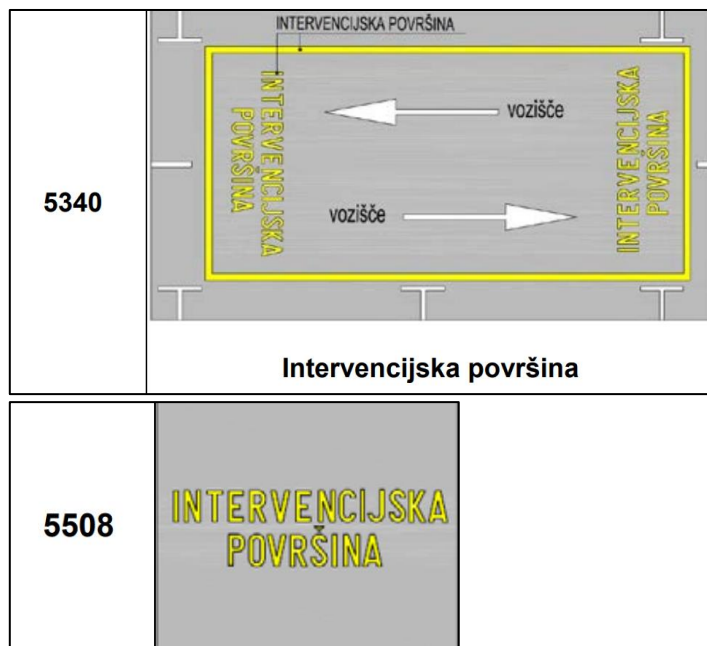 INTERVENCIJSKA POVRŠINA
INTERVENCIJSKA
POVRŠINA
vozišče
vozišče
INTERVENCIJSKA
POVRŠINA
5340
Intervencijska površina
5508
INTERVENCIJSKA
POVRŠINA